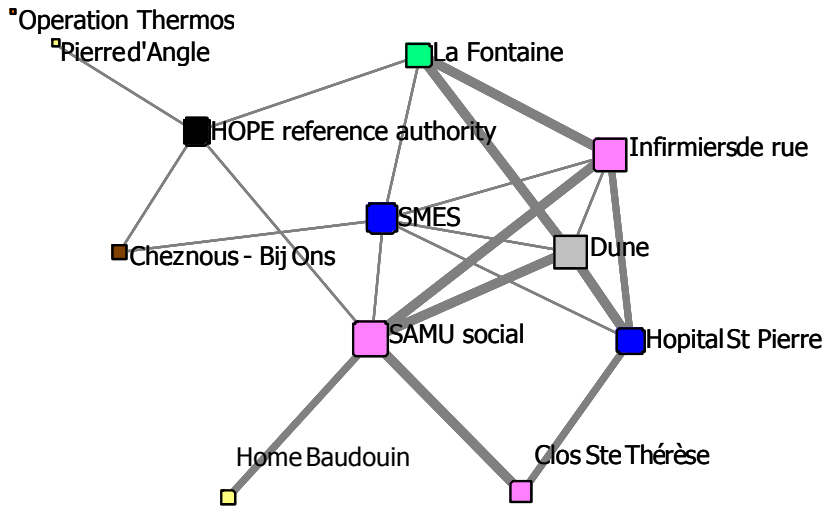 Operation Thermos
Pierred'Angle
La Fontaine
HOPE reference authority
Infirmiersde rue
SMES
Dune
Cheznous - Bij Ons
SAMU social
Hopital St Pierre
Home Baudouin
Clos Ste Thérèse